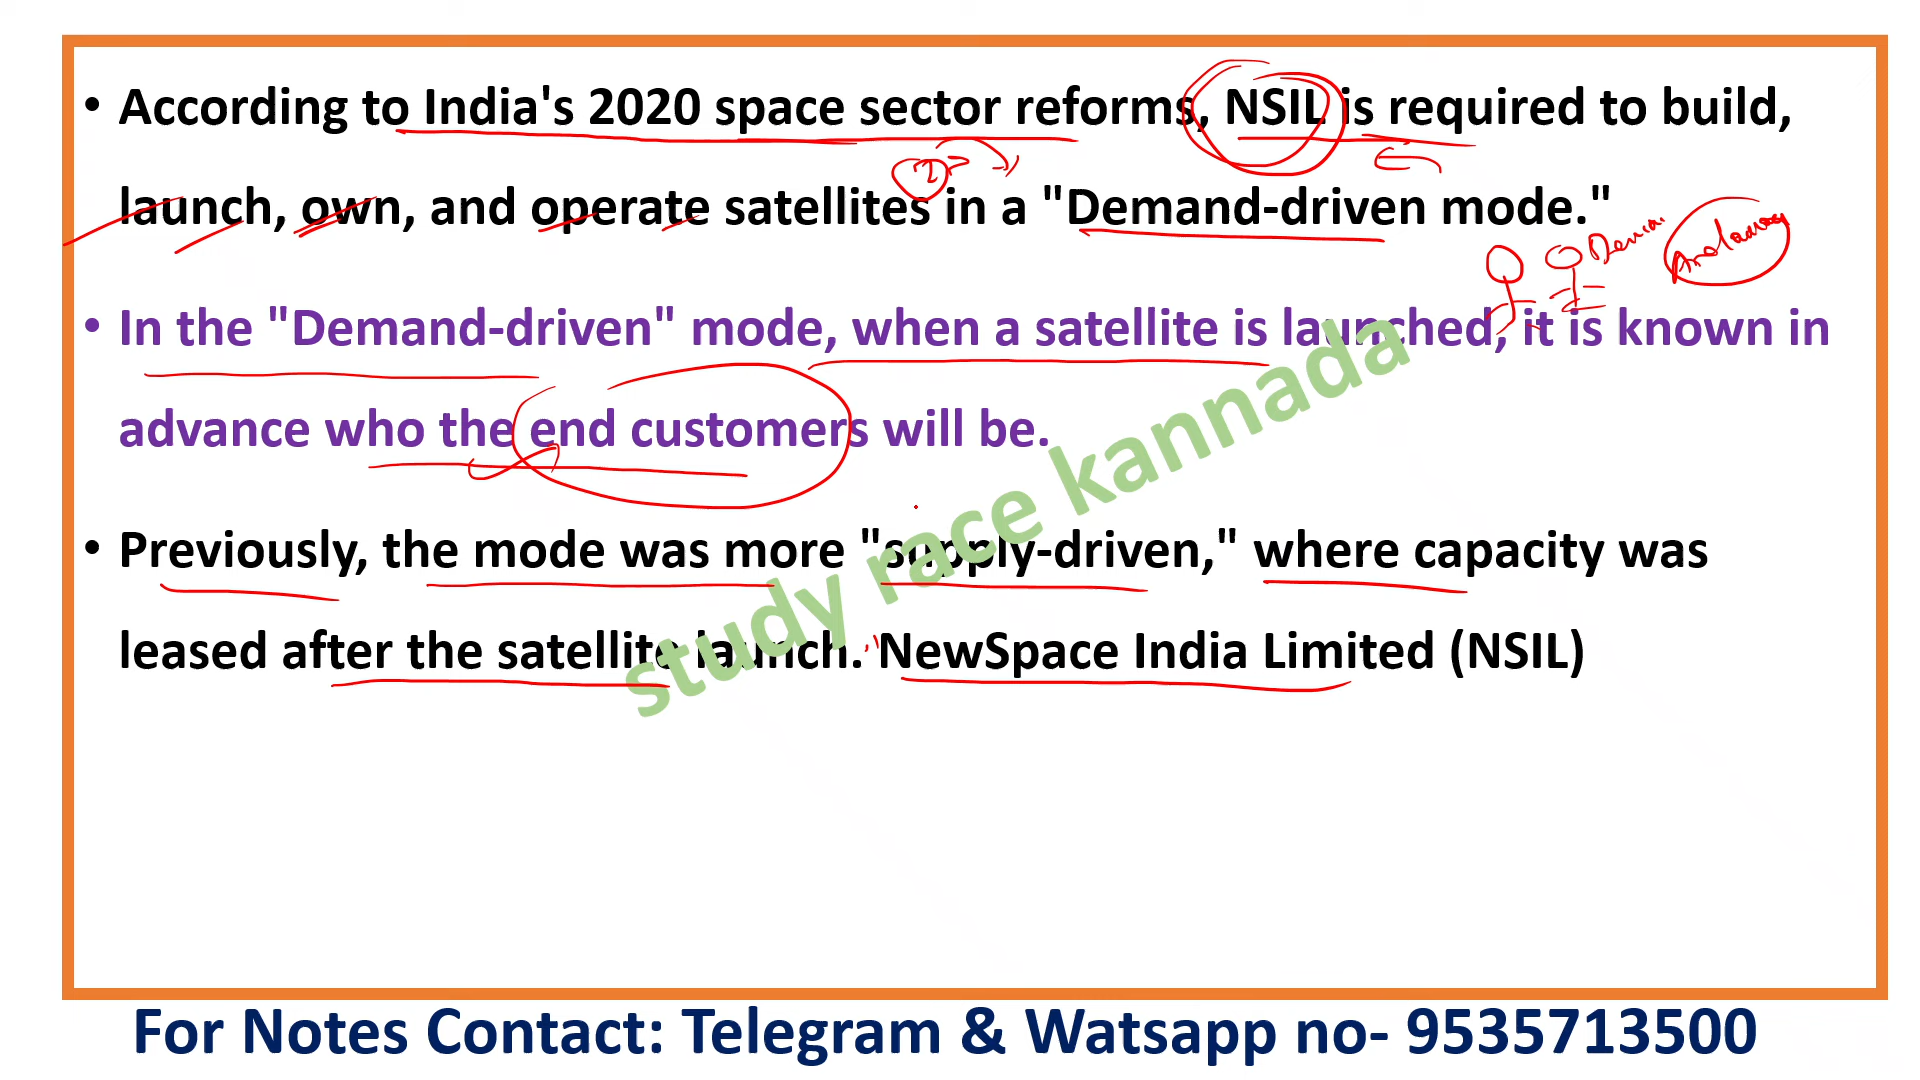 • According to India's 2020 space sector reforms, NSIL is required to build,
launch, own, and operate satellites in a "Demand-driven mode."
• In the "Demand-driven" mode, when a satellite is launched, it is known in
advance who the end customers will be.
• Previously, the mode was more "supply-driven," where capacity was
leased after the satellite launch. NewSpace India Limited (NSIL)
study race kannada
For Notes Contact: Telegram & Watsapp no- 9535713500